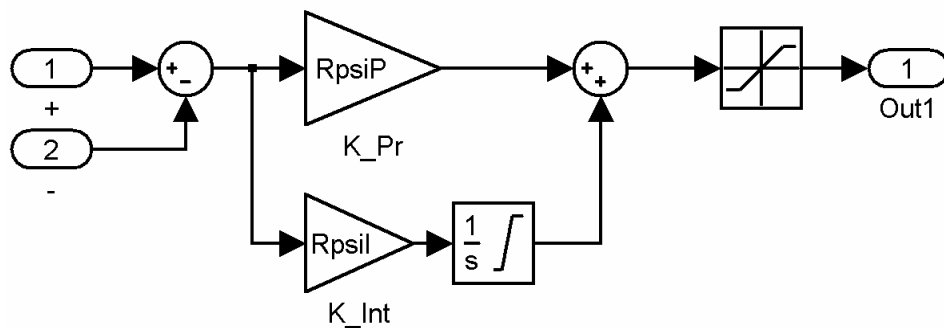 1
+
2
-
+
-
RpsiP
K_Pr
RpsiI
K_Int
1
s
+
+
1
Out1